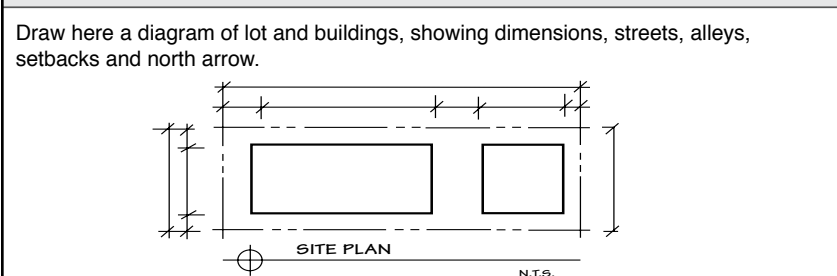 Draw here a diagram of lot and buildings, showing dimensions, streets, alleys,
setbacks and north arrow.
SITE PLAN
N.T.S.